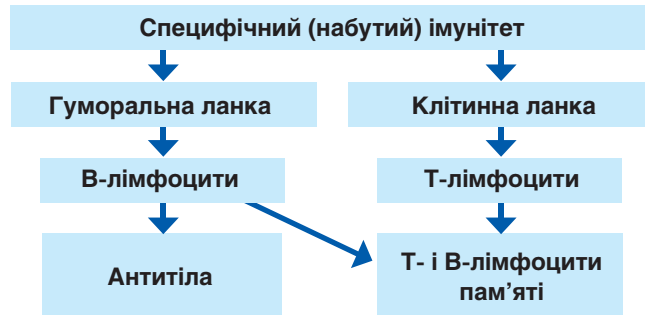 Специфічний (набутий) імунітет
Гуморальна ланка
Клітинна ланка
В-лімфоцити
Т-лімфоцити
Антитіла
Т- і В-лімфоцити
пам’яті